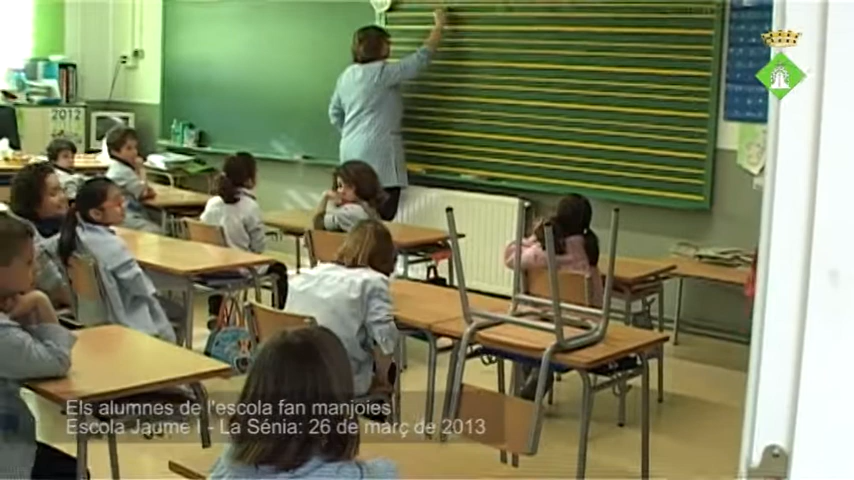 2012
Els alumnes de l'escola fan manjoies
Escola Jaume I - La Sénia: 26 de març de 2013